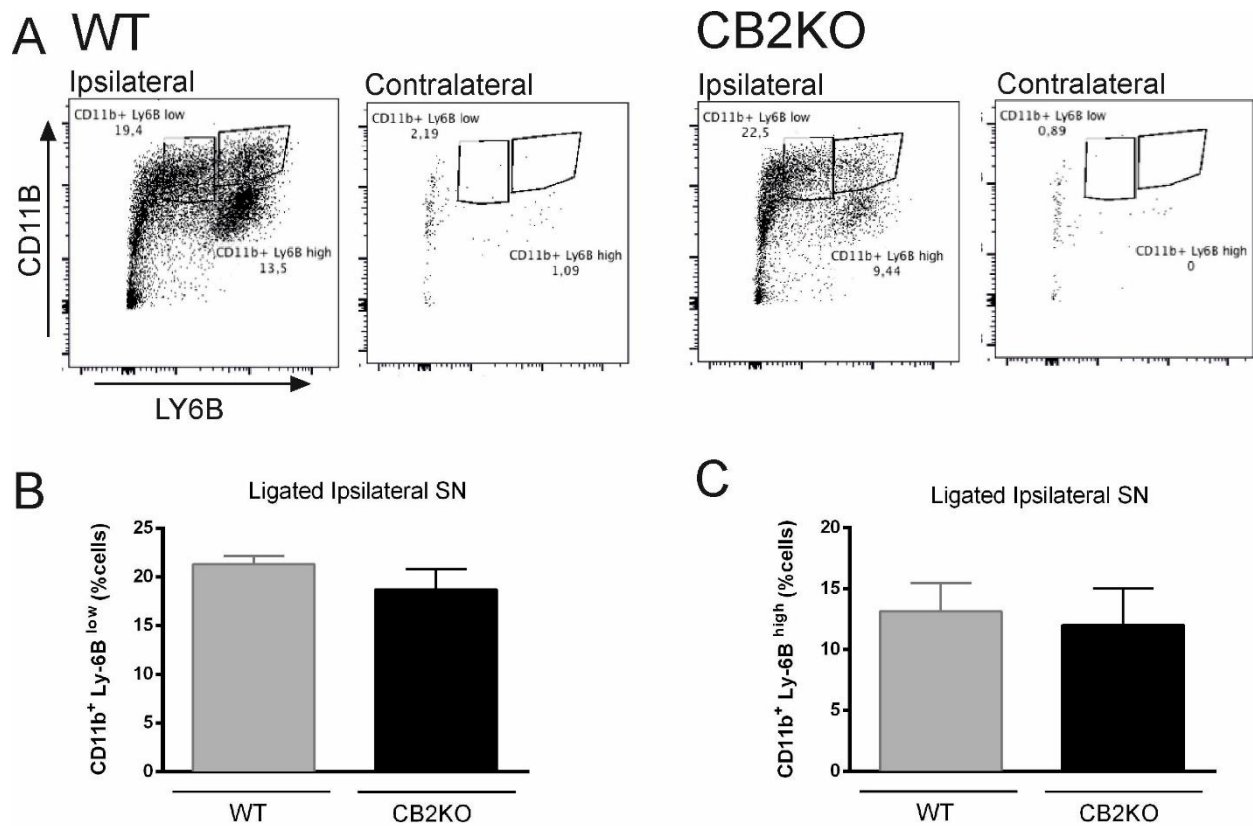 A WT
CB2KO
Ipsilateral
Contralateral
Ipsilateral
Contralateral
CD11b+ Ly6B low
19,4
CD11b+ Ly6B low
2,19
CD11b+ Ly6B low
22,5
CD11b+ Ly6B low
0,89
CD11B
CD11b+ Ly6B high
13,5
CD11b+ Ly6B high
1,09
CD11b+ Ly6B high
9,44
CD11b+ Ly6B high
0
LY6B
B
Ligated Ipsilateral SN
CD11b+ Ly-6B low (%cells)
25
20
15
10
5
0
WT
CB2KO
C
Ligated Ipsilateral SN
CD11b+ Ly-6B high (%cells)
20
15
10
5
0
WT
CB2KO